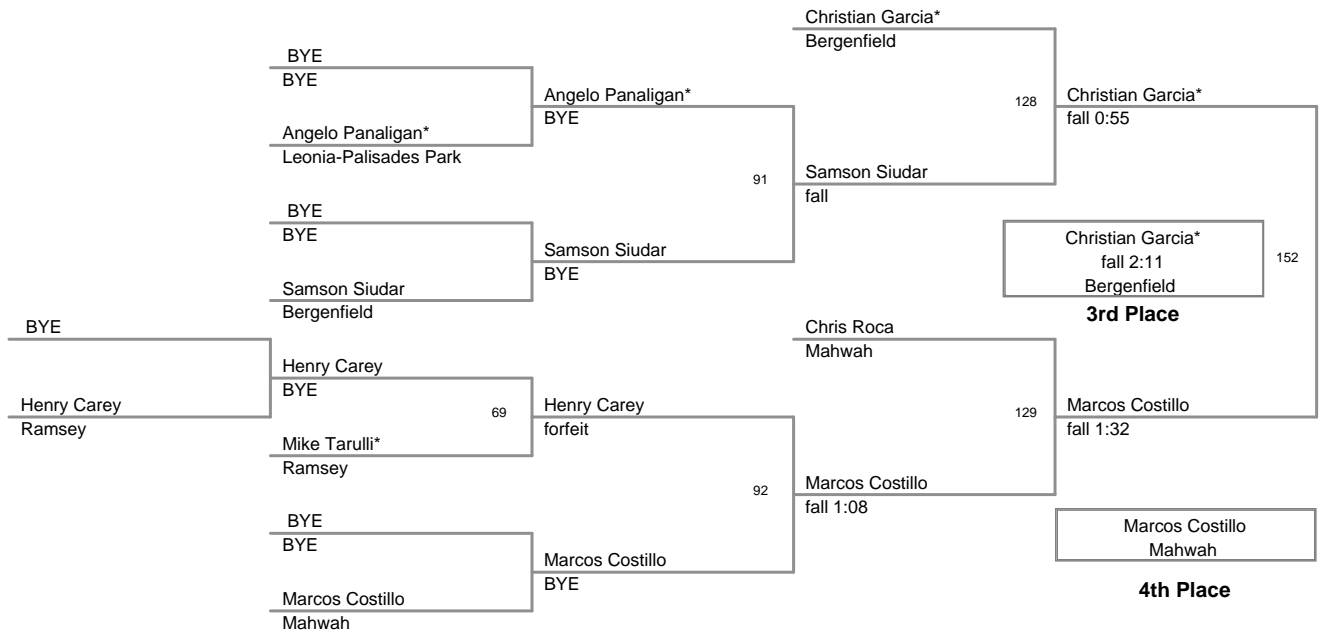 Christian Garcia*
Bergenfield
BYE
BYE
Angelo Panaligan*
BYE
128
Christian Garcia*
fall 0:55
Angelo Panaligan*
Leonia-Palisades Park
91
Samson Siudar
fall
BYE
BYE
Samson Siudar
BYE
Christian Garcia*
fall 2:11
Bergenfield
152
3rd Place
Samson Siudar
Bergenfield
BYE
Chris Roca
Mahwah
Henry Carey
BYE
Henry Carey
Ramsey
69
Henry Carey
forfeit
129
Marcos Costillo
fall 1:32
Mike Tarulli*
Ramsey
92
Marcos Costillo
fall 1:08
BYE
BYE
Marcos Costillo
Mahwah
Marcos Costillo
BYE
4th Place
Marcos Costillo
Mahwah